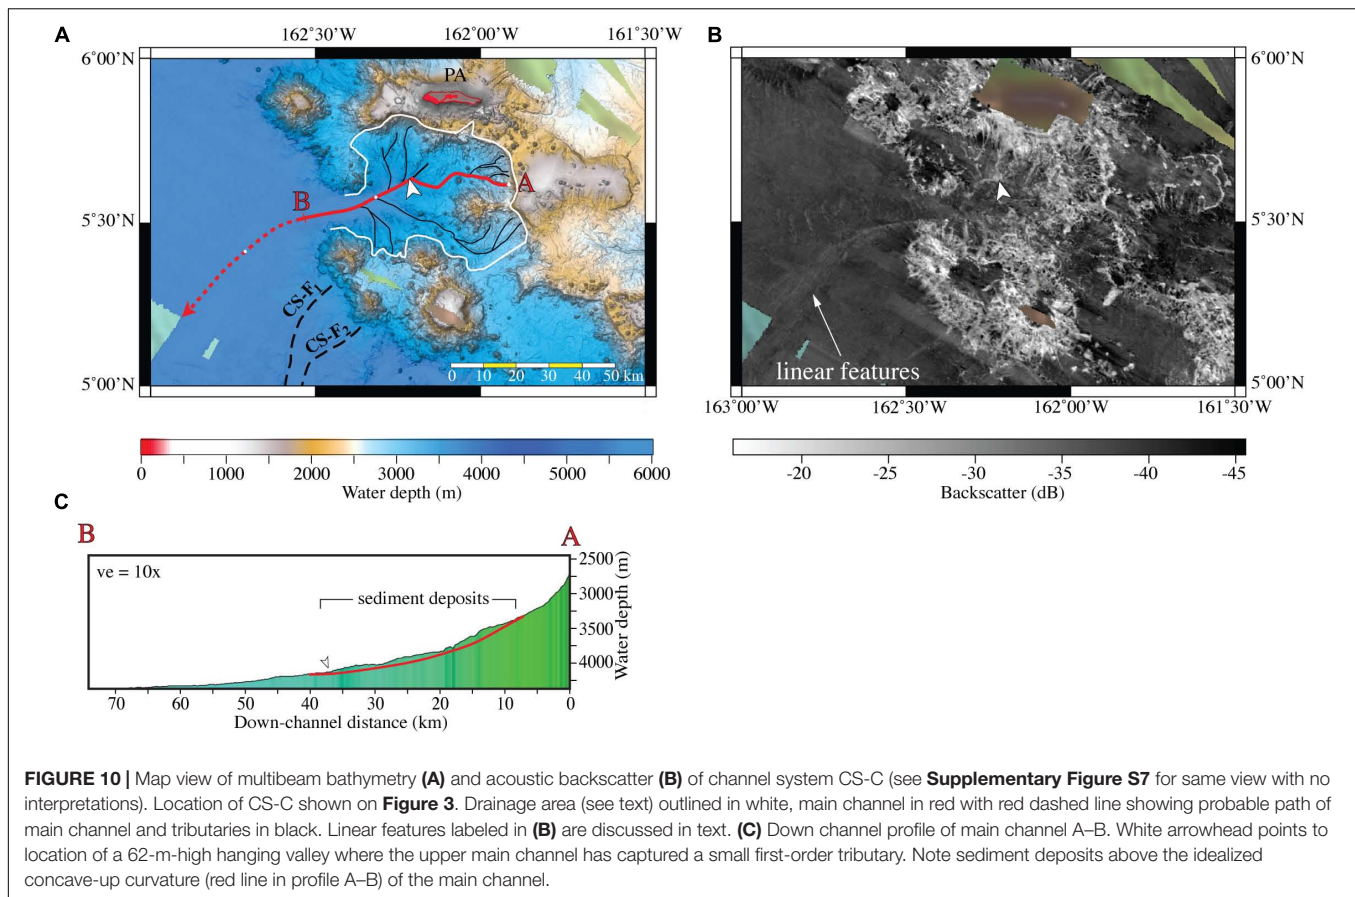 A
162˚30'W
162˚00'W
161˚30'W
B
6˚00'N
6˚00'N
PA
A
B
5˚30'N
5˚30'N
CS-F1
CS-F2
0 10 20 30 40 50 km
linear features
5˚00'N
5˚00'N
163˚00'W
162˚30'W
162˚00'W
161˚30'W
0 1000 2000 3000 4000 5000 6000
Water depth (m)
-20 -25 -30 -35 -40 -45
Backscatter (dB)
C
B
A
ve = 10x
sediment deposits
2500
3000
3500
4000
Water depth (m)
70 60 50 40 30 20 10 0
Down-channel distance (km)
FIGURE 10 | Map view of multibeam bathymetry (A) and acoustic backscatter (B) of channel system CS-C (see Supplementary Figure S7 for same view with no
interpretations). Location of CS-C shown on Figure 3. Drainage area (see text) outlined in white, main channel in red with red dashed line showing probable path of
main channel and tributaries in black. Linear features labeled in (B) are discussed in text. (C) Down channel profile of main channel A–B. White arrowhead points to
location of a 62-m-high hanging valley where the upper main channel has captured a small first-order tributary. Note sediment deposits above the idealized
concave-up curvature (red line in profile A–B) of the main channel.